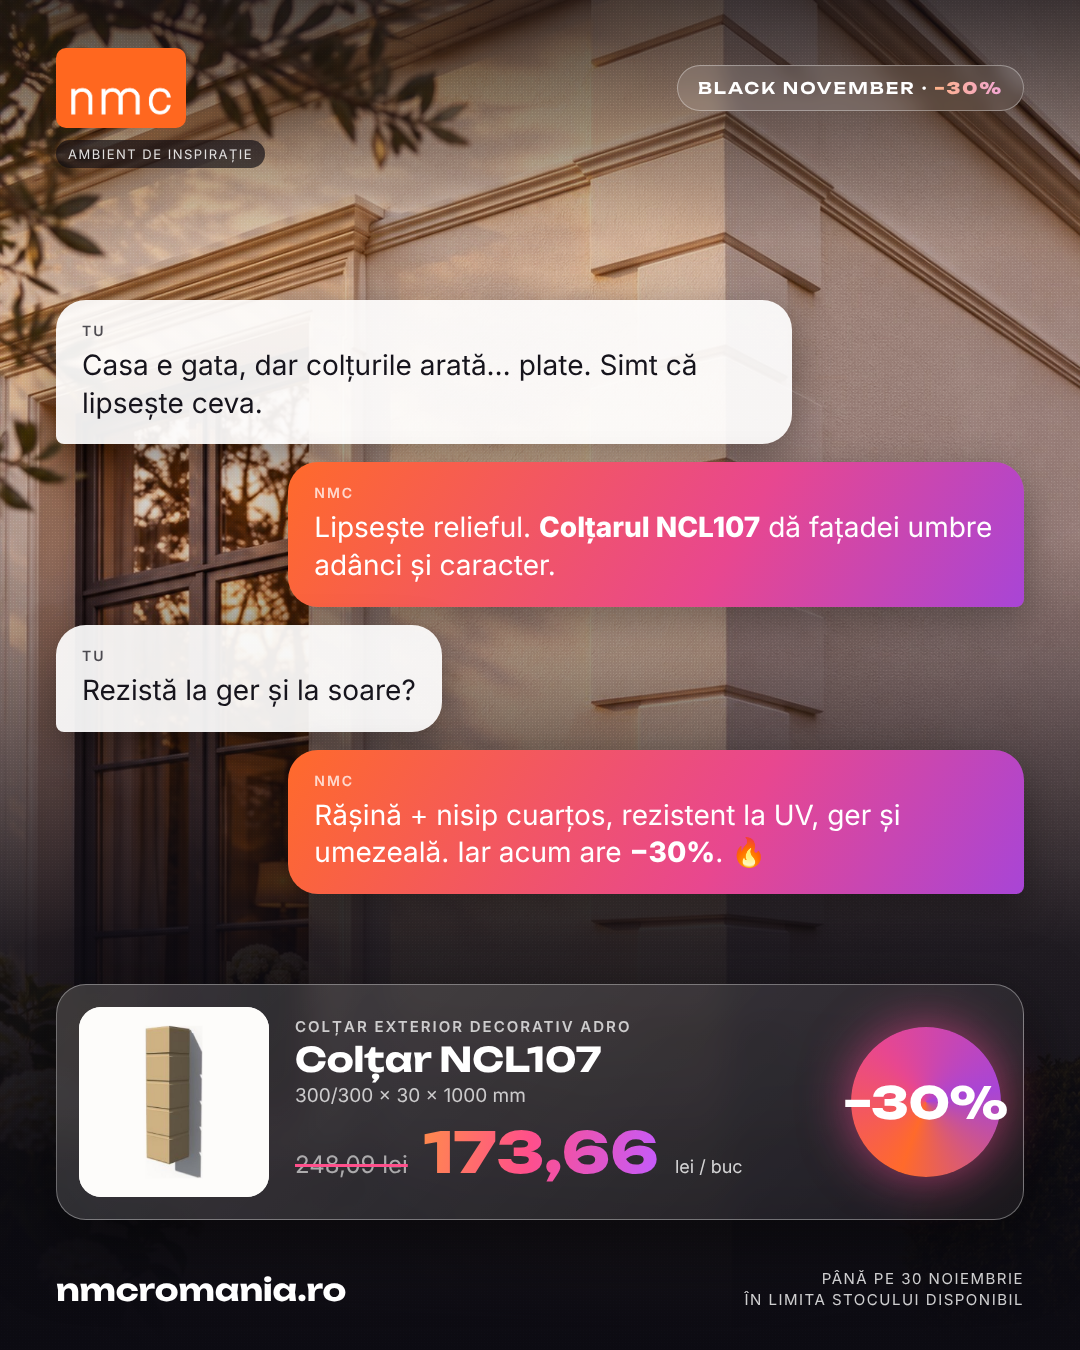 nmc
AMBIENT DE INSPIRAȚIE
BLACK NOVEMBER · −30%
TU
Casa e gata, dar colțurile arată... plate. Simt că
lipsește ceva.
NMC
Lipsește relieful. Colțarul NCL107 dă fațadei umbre
adânci și caracter.
TU
Rezistă la ger și la soare?
NMC
Rășină + nisip cuarțos, rezistent la UV, ger și
umezeală. Iar acum are −30%. 🔥
COLȚAR EXTERIOR DECORATIV ADRO
Colțar NCL107
300/300 × 30 × 1000 mm
248,09 lei 173,66 lei / buc
−30%
nmcromania.ro
PÂNĂ PE 30 NOIEMBRIE
ÎN LIMITA STOCULUI DISPONIBIL